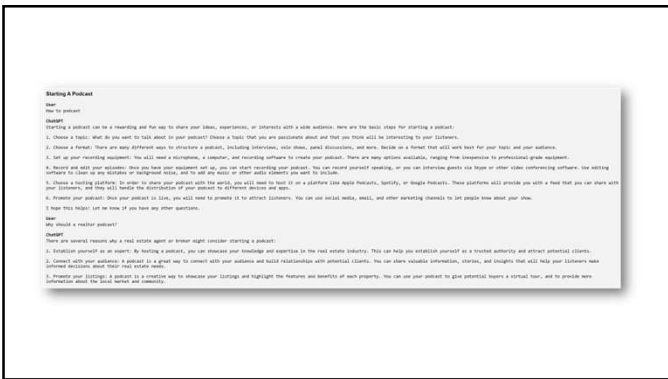 Starting A Podcast
User
How to podcast
ChatGPT
Starting a podcast can be a rewarding and fun way to share your ideas, experiences, or interests with a wide audience. Here are the basic steps for starting a podcast:
1. Choose a topic: What do you want to talk about in your podcast? Choose a topic that you are passionate about and that you think will be interesting to your listeners.
2. Choose a format: There are many different ways to structure a podcast, including interviews, solo shows, panel discussions, and more. Decide on a format that will work best for your topic and your audience.
3. Set up your recording equipment: You will need a microphone, a computer, and recording software to create your podcast. There are many options available, ranging from inexpensive to professional-grade equipment.
4. Record and edit your episodes: Once you have your equipment set up, you can start recording your podcast. You can record yourself speaking, or you can interview guests via Skype or other video conferencing software. Use editing
software to clean up any mistakes or background noise, and to add any music or other audio elements you want to include.
5. Choose a hosting platform: In order to share your podcast with the world, you will need to host it on a platform like Apple Podcasts, Spotify, or Google Podcasts. These platforms will provide you with a feed that you can share with
your listeners, and they will handle the distribution of your podcast to different devices and apps.
6. Promote your podcast: Once your podcast is live, you will need to promote it to attract listeners. You can use social media, email, and other marketing channels to let people know about your show.
I hope this helps! Let me know if you have any other questions.
User
Why should a realtor podcast?
ChatGPT
There are several reasons why a real estate agent or broker might consider starting a podcast:
1. Establish yourself as an expert: By hosting a podcast, you can showcase your knowledge and expertise in the real estate industry. This can help you establish yourself as a trusted authority and attract potential clients.
2. Connect with your audience: A podcast is a great way to connect with your audience and build relationships with potential clients. You can share valuable information, stories, and insights that will help your listeners make
informed decisions about their real estate needs.
3. Promote your listings: A podcast is a creative way to showcase your listings and highlight the features and benefits of each property. You can use your podcast to give potential buyers a virtual tour, and to provide more
information about the local market and community.